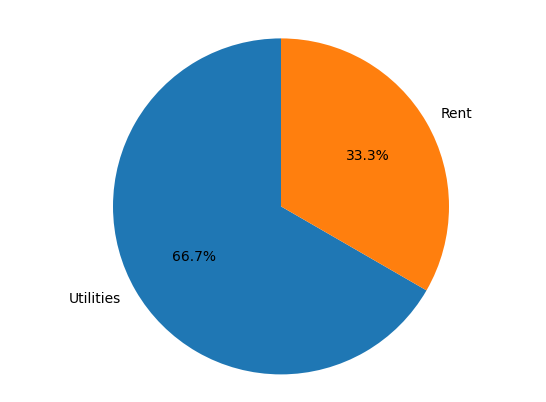 Rent
33.3%
66.7%
Utilities